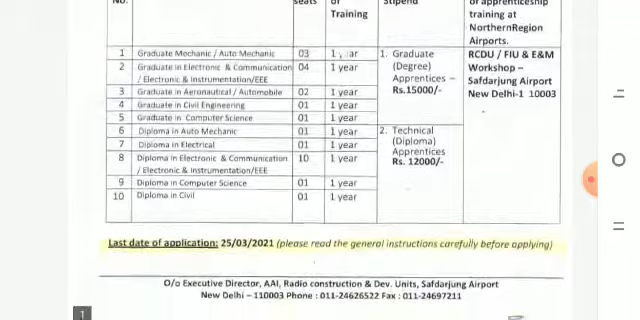 No. seats of Training Stipend of apprenticeship training at NorthernRegion Airports.
1 Graduate Mechanic / Auto Mechanic 03 1 year 1. Graduate (Degree) Apprentices – Rs.15000/- RCDU / FIU & E&M Workshop – Safdarjung Airport New Delhi-1 10003
2 Graduate in Electronic & Communication 04 1 year
/ Electronic & Instrumentation/EEE
3 Graduate in Aeronautical / Automobile 02 1 year
4 Graduate in Civil Engineering 01 1 year
5 Graduate in Computer Science 01 1 year
6 Diploma in Auto Mechanic 01 1 year 2. Technical (Diploma) Apprentices Rs. 12000/-
7 Diploma in Electrical 01 1 year
8 Diploma in Electronic & Communication 10 1 year
/ Electronic & Instrumentation/EEE
9 Diploma in Computer Science 01 1 year
10 Diploma in Civil 01 1 year
Last date of application: 25/03/2021 (please read the general instructions carefully before applying)
O/o Executive Director, AAI, Radio construction & Dev. Units, Safdarjung Airport
New Delhi – 110003 Phone : 011-24626522 Fax : 011-24697211
1